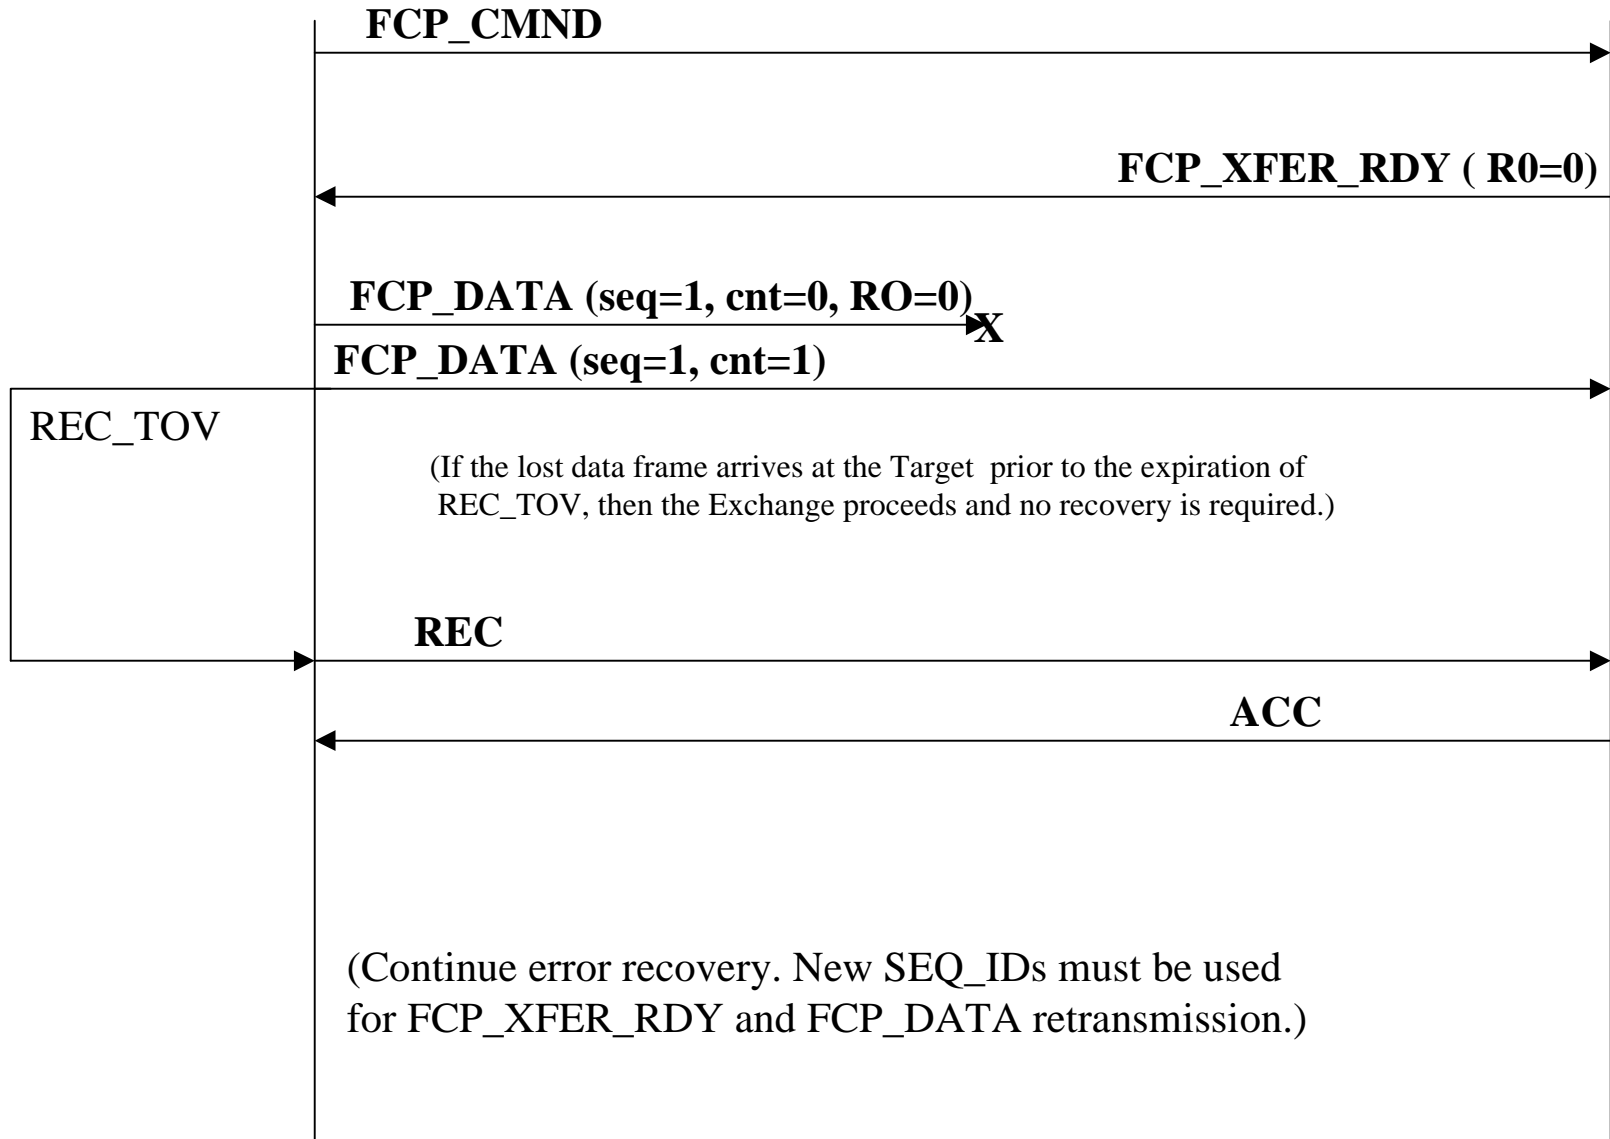 FCP_CMND
FCP_XFER_RDY ( R0=0)
FCP_DATA (seq=1, cnt=0, RO=0)
X
FCP_DATA (seq=1, cnt=1)
REC_TOV
(If the lost data frame arrives at the Target prior to the expiration of
REC_TOV, then the Exchange proceeds and no recovery is required.)
REC
ACC
(Continue error recovery. New SEQ_IDs must be used
for FCP_XFER_RDY and FCP_DATA retransmission.)